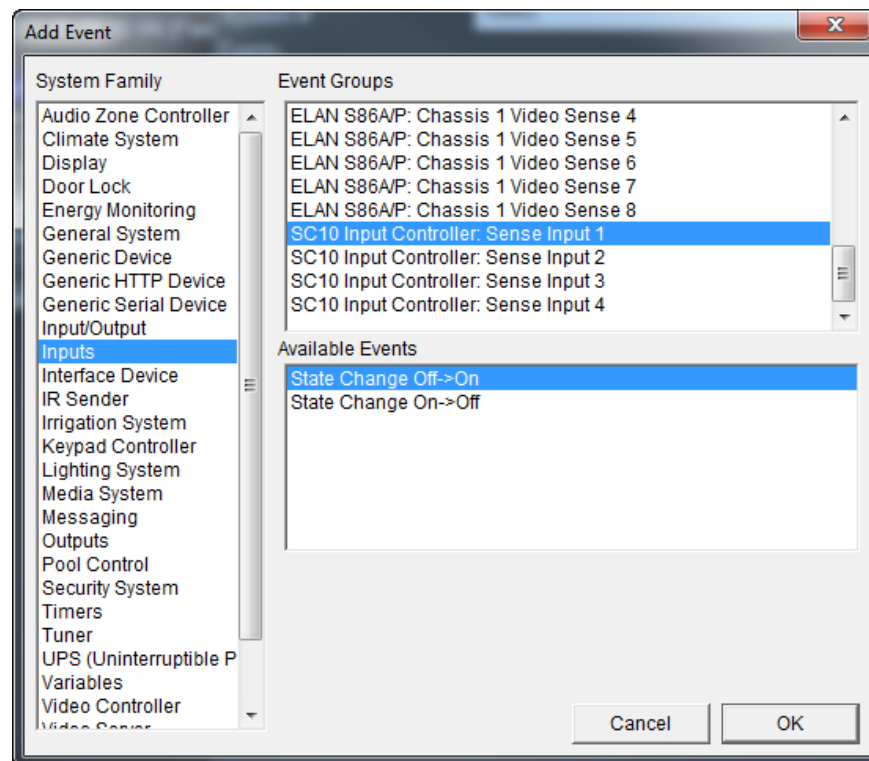 Add Event
System Family
Audio Zone Controller
Climate System
Display
Door Lock
Energy Monitoring
General System
Generic Device
Generic HTTP Device
Generic Serial Device
Input/Output
Inputs
Interface Device
IR Sender
Irrigation System
Keypad Controller
Lighting System
Media System
Messaging
Outputs
Pool Control
Security System
Timers
Tuner
UPS (Uninterruptible P
Variables
Video Controller
Video Server
Event Groups
ELAN S86A/P: Chassis 1 Video Sense 4
ELAN S86A/P: Chassis 1 Video Sense 5
ELAN S86A/P: Chassis 1 Video Sense 6
ELAN S86A/P: Chassis 1 Video Sense 7
ELAN S86A/P: Chassis 1 Video Sense 8
SC10 Input Controller: Sense Input 1
SC10 Input Controller: Sense Input 2
SC10 Input Controller: Sense Input 3
SC10 Input Controller: Sense Input 4
Available Events
State Change Off->On
State Change On->Off
Cancel
OK